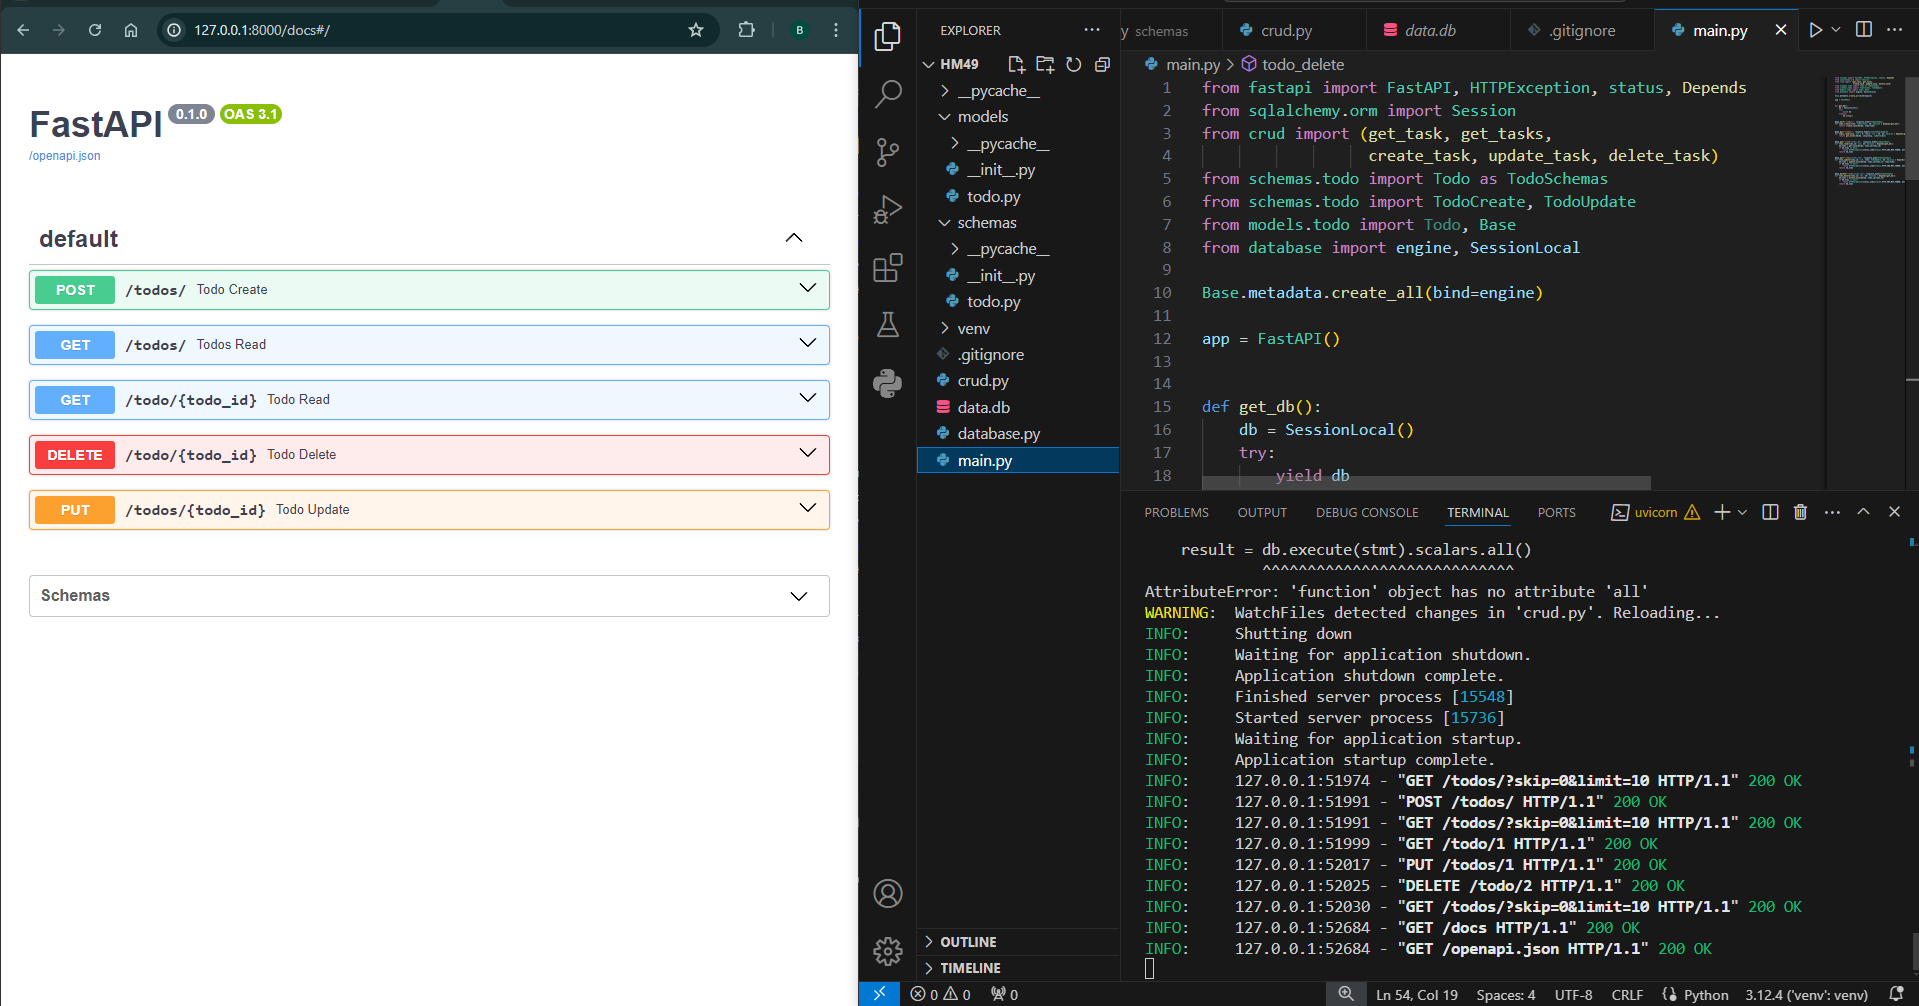 127.0.0.1:8000/docs#/
B
FastAPI 0.1.0 OAS 3.1
/openapi.json
default
POST /todos/ Todo Create
GET /todos/ Todos Read
GET /todo/{todo_id} Todo Read
DELETE /todo/{todo_id} Todo Delete
PUT /todos/{todo_id} Todo Update
Schemas
EXPLORER
HM49
__pycache__
models
__pycache__
__init__.py
todo.py
schemas
__pycache__
__init__.py
todo.py
venv
.gitignore
crud.py
data.db
database.py
main.py
OUTLINE
TIMELINE
y schemas crud.py data.db .gitignore main.py
main.py > todo_delete
1 from fastapi import FastAPI, HTTPException, status, Depends
2 from sqlalchemy.orm import Session
3 from crud import (get_task, get_tasks,
4 create_task, update_task, delete_task)
5 from schemas.todo import Todo as TodoSchemas
6 from schemas.todo import TodoCreate, TodoUpdate
7 from models.todo import Todo, Base
8 from database import engine, SessionLocal
9
10 Base.metadata.create_all(bind=engine)
11
12 app = FastAPI()
13
14
15 def get_db():
16 db = SessionLocal()
17 try:
18 yield db
PROBLEMS OUTPUT DEBUG CONSOLE TERMINAL PORTS uvicorn
result = db.execute(stmt).scalars.all()
^^^^^^^^^^^^^^^^^^^^^^^^^^^^
AttributeError: 'function' object has no attribute 'all'
WARNING: WatchFiles detected changes in 'crud.py'. Reloading...
INFO: Shutting down
INFO: Waiting for application shutdown.
INFO: Application shutdown complete.
INFO: Finished server process [15548]
INFO: Started server process [15736]
INFO: Waiting for application startup.
INFO: Application startup complete.
INFO: 127.0.0.1:51974 - "GET /todos/?skip=0&limit=10 HTTP/1.1" 200 OK
INFO: 127.0.0.1:51991 - "POST /todos/ HTTP/1.1" 200 OK
INFO: 127.0.0.1:51991 - "GET /todos/?skip=0&limit=10 HTTP/1.1" 200 OK
INFO: 127.0.0.1:51999 - "GET /todo/1 HTTP/1.1" 200 OK
INFO: 127.0.0.1:52017 - "PUT /todos/1 HTTP/1.1" 200 OK
INFO: 127.0.0.1:52025 - "DELETE /todo/2 HTTP/1.1" 200 OK
INFO: 127.0.0.1:52030 - "GET /todos/?skip=0&limit=10 HTTP/1.1" 200 OK
INFO: 127.0.0.1:52684 - "GET /docs HTTP/1.1" 200 OK
INFO: 127.0.0.1:52684 - "GET /openapi.json HTTP/1.1" 200 OK
0 0 0 Ln 54, Col 19 Spaces: 4 UTF-8 CRLF Python 3.12.4 ('venv': venv)